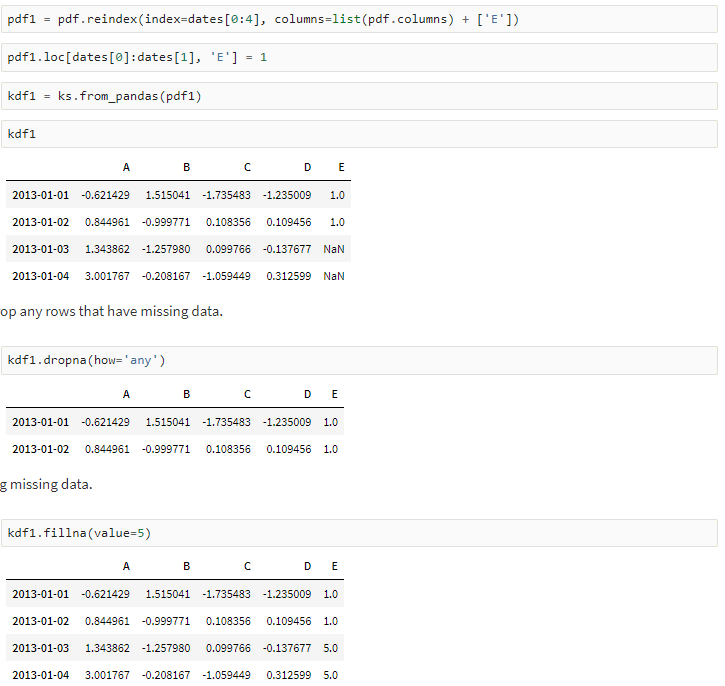 pdf1 = pdf.reindex(index=dates[0:4], columns=list(pdf.columns) + ['E'])
pdf1.loc[dates[0]:dates[1], 'E'] = 1
kdf1 = ks.from_pandas(pdf1)
kdf1
A B C D E
2013-01-01 -0.621429 1.515041 -1.735483 -1.235009 1.0
2013-01-02 0.844961 -0.999771 0.108356 0.109456 1.0
2013-01-03 1.343862 -1.257980 0.099766 -0.137677 NaN
2013-01-04 3.001767 -0.208167 -1.059449 0.312599 NaN
op any rows that have missing data.
kdf1.dropna(how='any')
A B C D E
2013-01-01 -0.621429 1.515041 -1.735483 -1.235009 1.0
2013-01-02 0.844961 -0.999771 0.108356 0.109456 1.0
g missing data.
kdf1.fillna(value=5)
A B C D E
2013-01-01 -0.621429 1.515041 -1.735483 -1.235009 1.0
2013-01-02 0.844961 -0.999771 0.108356 0.109456 1.0
2013-01-03 1.343862 -1.257980 0.099766 -0.137677 5.0
2013-01-04 3.001767 -0.208167 -1.059449 0.312599 5.0